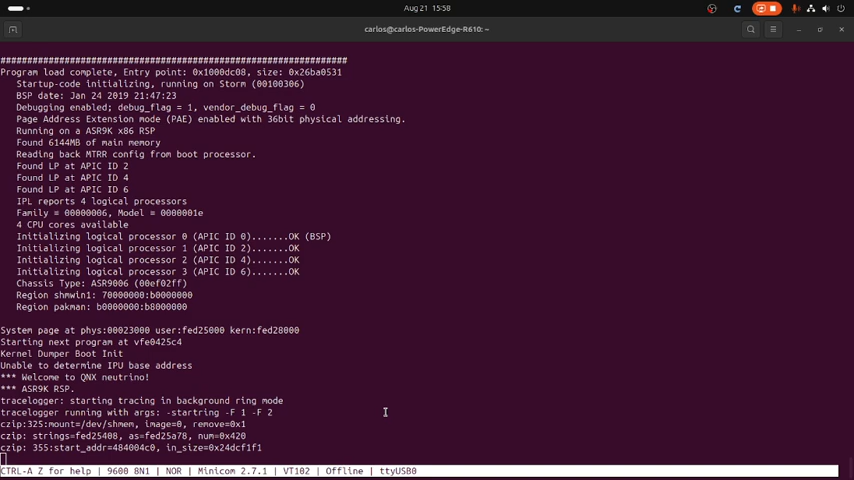 Aug 21 15:58
carlos@carlos-PowerEdge-R610: ~
#################################################################
Program load complete, Entry point: 0x1000dc08, size: 0x26ba0531
Startup-code initializing, running on Storm (00100306)
BSP date: Jan 24 2019 21:47:23
Debugging enabled; debug_flag = 1, vendor_debug_flag = 0
Page Address Extension mode (PAE) enabled with 36bit physical addressing.
Running on a ASR9K x86 RSP
Found 6144MB of main memory
Reading back MTRR config from boot processor.
Found LP at APIC ID 2
Found LP at APIC ID 4
Found LP at APIC ID 6
IPL reports 4 logical processors
Family = 00000006, Model = 0000001e
4 CPU cores available
Initializing logical processor 0 (APIC ID 0).......OK (BSP)
Initializing logical processor 1 (APIC ID 2).......OK
Initializing logical processor 2 (APIC ID 4).......OK
Initializing logical processor 3 (APIC ID 6).......OK
Chassis Type: ASR9006 (00ef02ff)
Region shmwin1: 70000000:b0000000
Region pakman: b0000000:b8000000
System page at phys:00023000 user:fed25000 kern:fed28000
Starting next program at vfe0425c4
Kernel Dumper Boot Init
Unable to determine IPU base address
*** Welcome to QNX neutrino!
*** ASR9K RSP.
tracelogger: starting tracing in background ring mode
tracelogger running with args: -startring -F 1 -F 2
czip:325:mount=/dev/shmem, image=0, remove=0x1
czip: strings=fed25408, as=fed25a78, num=0x420
czip: 355:start_addr=484004c0, in_size=0x24dcf1f1
CTRL-A Z for help | 9600 8N1 | NOR | Minicom 2.7.1 | VT102 | Offline | ttyUSB0